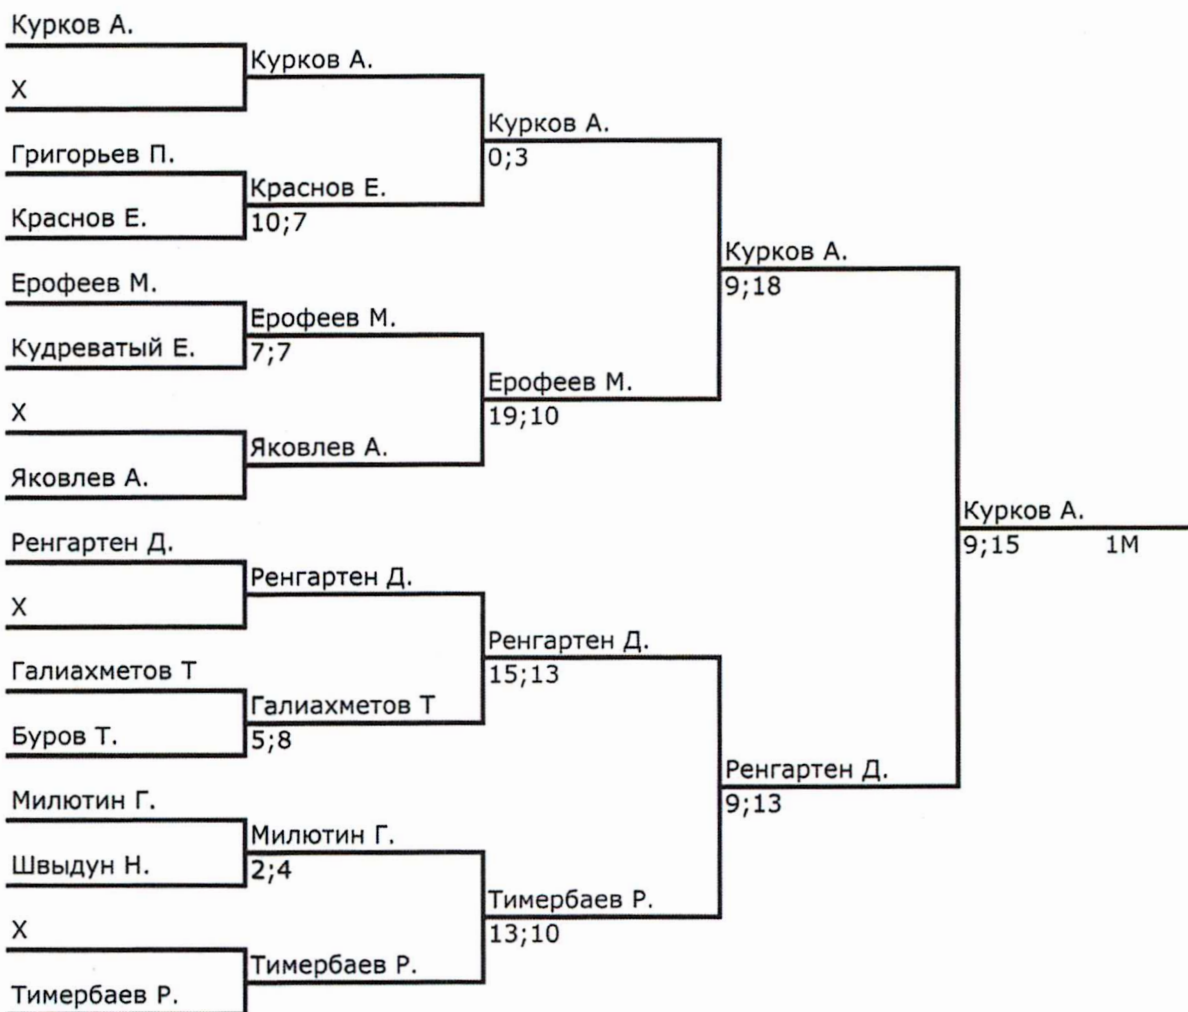 Курков А.
Х
Григорьев П.
Краснов Е.
Ерофеев М.
Кудреватый Е.
Х
Яковлев А.
Ренгартен Д.
Х
Галиахметов Т
Буров Т.
Милютин Г.
Швыдун Н.
Х
Тимербаев Р.
Курков А.
Краснов Е.
10;7
Ерофеев М.
7;7
Яковлев А.
Ренгартен Д.
Галиахметов Т
5;8
Милютин Г.
2;4
Тимербаев Р.
Курков А.
0;3
Ерофеев М.
19;10
Ренгартен Д.
15;13
Тимербаев Р.
13;10
Курков А.
9;18
Ренгартен Д.
9;13
Курков А.
9;15 1М